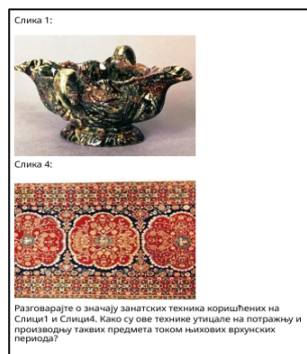 Слика 1:
Слика 4:
Разговарајте о значају занатских техника коришћених на
Слици1 и Слици4. Како су ове технике утицале на потражњу и
производњу таквих предмета током њихових врхунских
периода?